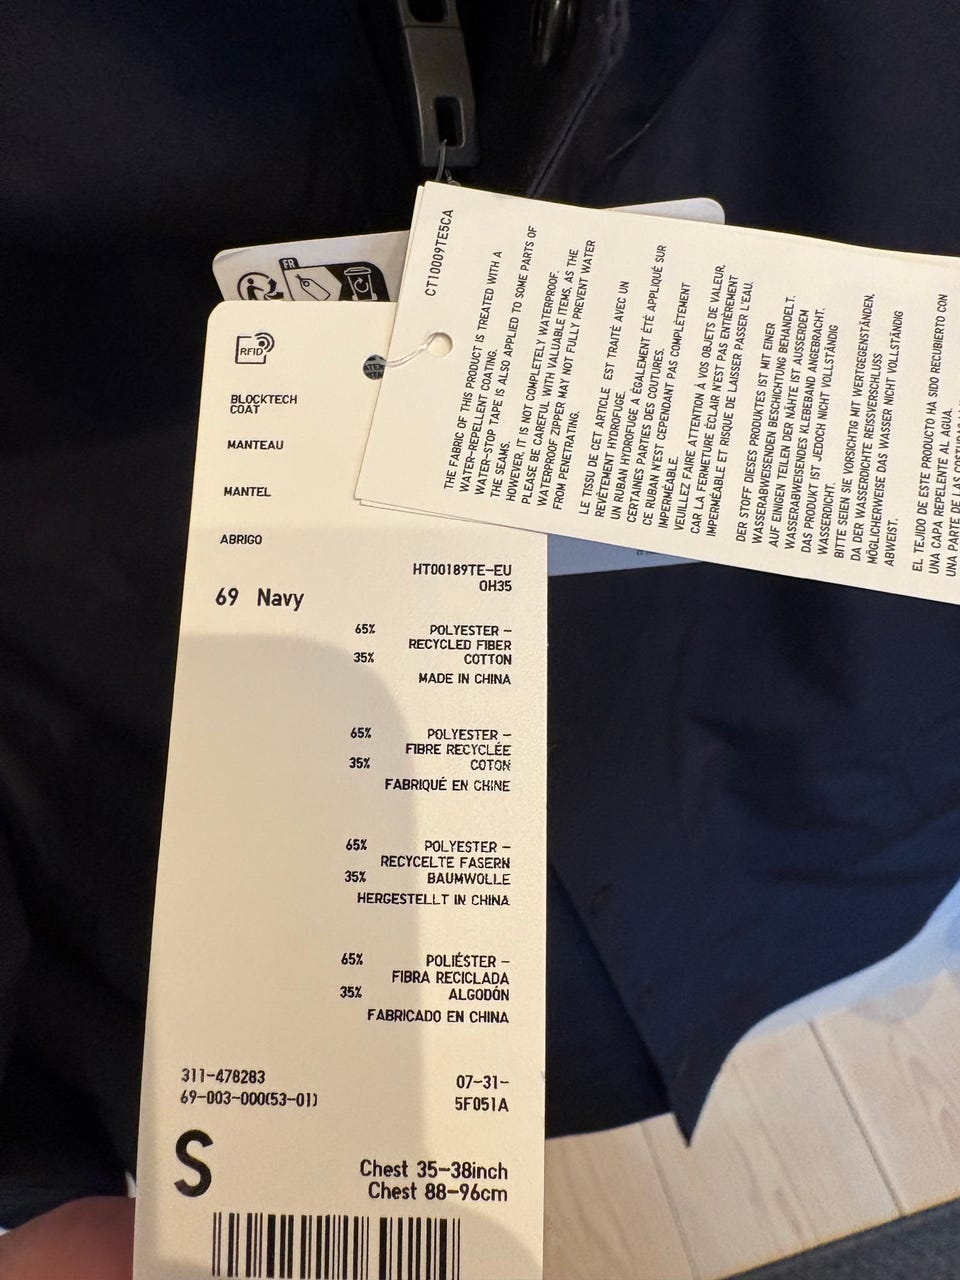 FR
RFID
BLOCKTECH
COAT
MANTEAU
MANTEL
ABRIGO
HT00189TE-EU
0H35
69 Navy
65% POLYESTER -
RECYCLED FIBER
35% COTTON
MADE IN CHINA
65% POLYESTER -
FIBRE RECYCLÉE
35% COTON
FABRIQUÉ EN CHINE
65% POLYESTER -
RECYCELTE FASERN
35% BAUMWOLLE
HERGESTELLT IN CHINA
65% POLIÉSTER -
FIBRA RECICLADA
35% ALGODÓN
FABRICADO EN CHINA
311-478283
07-31-
69-003-000(53-01)
5F051A
S
Chest 35-38inch
Chest 88-96cm
CT10009TE5CA
THE FABRIC OF THIS PRODUCT IS TREATED WITH A
WATER-REPELLENT COATING.
WATER-STOP TAPE IS ALSO APPLIED TO SOME PARTS OF
THE SEAMS.
HOWEVER, IT IS NOT COMPLETELY WATERPROOF.
PLEASE BE CAREFUL WITH VALUABLE ITEMS, AS THE
WATERPROOF ZIPPER MAY NOT FULLY PREVENT WATER
FROM PENETRATING.
LE TISSU DE CET ARTICLE EST TRAITÉ AVEC UN
REVÊTEMENT HYDROFUGE.
UN RUBAN HYDROFUGE A ÉGALEMENT ÉTÉ APPLIQUÉ SUR
CERTAINES PARTIES DES COUTURES.
CE RUBAN N'EST CEPENDANT PAS COMPLÈTEMENT
IMPERMÉABLE.
VEUILLEZ FAIRE ATTENTION À VOS OBJETS DE VALEUR,
CAR LA FERMETURE ÉCLAIR N'EST PAS ENTIÈREMENT
IMPERMÉABLE ET RISQUE DE LAISSER PASSER L'EAU.
DER STOFF DIESES PRODUKTES IST MIT EINER
WASSERABWEISENDEN BESCHICHTUNG BEHANDELT.
AUF EINIGEN TEILEN DER NÄHTE IST AUSSERDEM
WASSERABWEISENDES KLEBEBAND ANGEBRACHT.
DAS PRODUKT IST JEDOCH NICHT VOLLSTÄNDIG
WASSERDICHT.
BITTE SEIEN SIE VORSICHTIG MIT WERTGEGENSTÄNDEN,
DA DER WASSERDICHTE REISSVERSCHLUSS
MÖGLICHERWEISE DAS WASSER NICHT VOLLSTÄNDIG
ABWEIST.
EL TEJIDO DE ESTE PRODUCTO HA SIDO RECUBIERTO CON
UNA CAPA REPELENTE AL AGUA.
UNA PARTE DE LAS COSTURAS